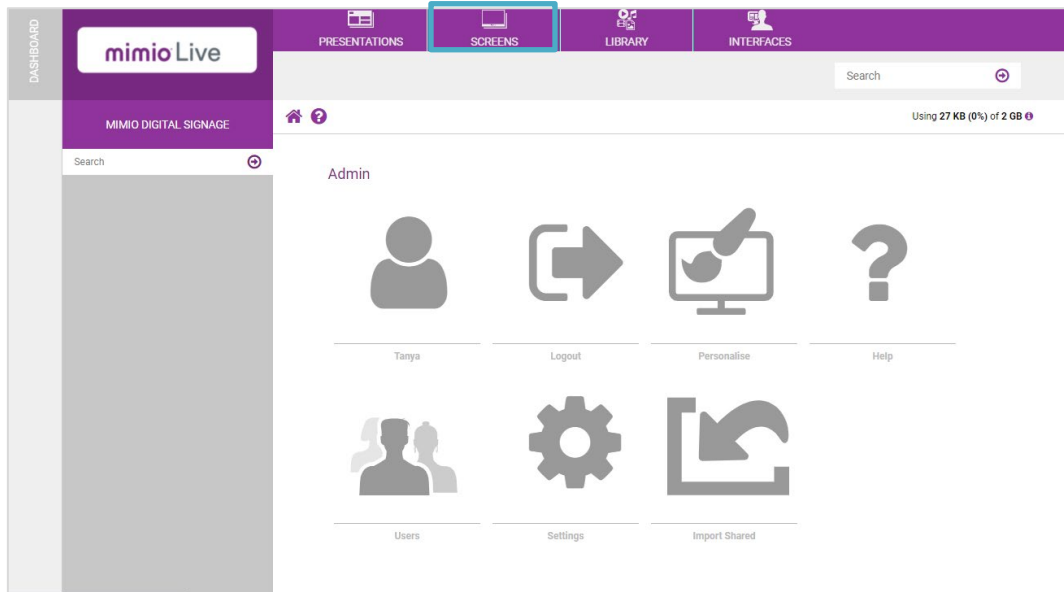 DASHBOARD
mimio Live
PRESENTATIONS
SCREENS
LIBRARY
INTERFACES
Search
MIMIO DIGITAL SIGNAGE
Using 27 KB (0%) of 2 GB
Search
Admin
Tanya
Logout
Personalise
Help
Users
Settings
Import Shared